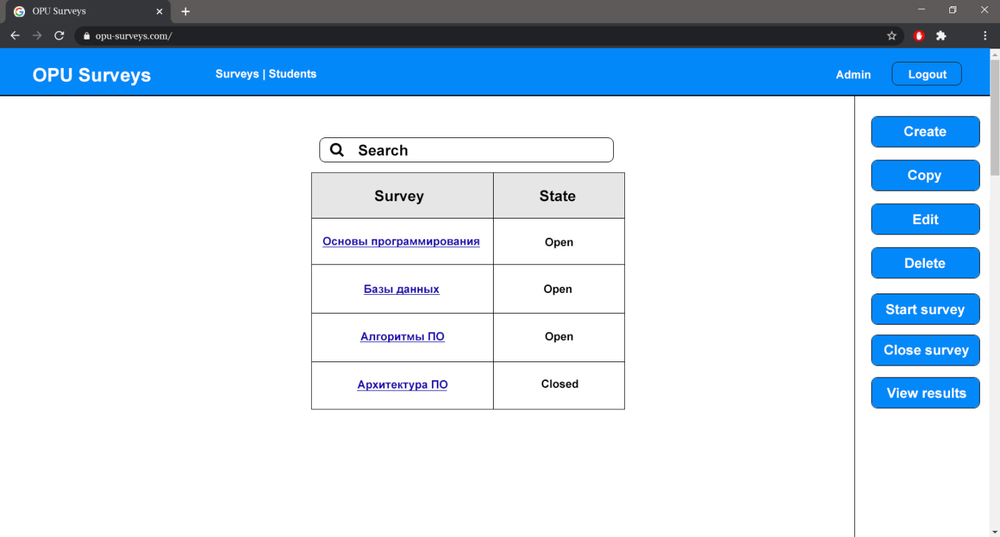 OPU Surveys
opu-surveys.com/
OPU Surveys
Surveys | Students
Admin
Logout
Search
Survey State
Основы программирования Open
Базы данных Open
Алгоритмы ПО Open
Архитектура ПО Closed
Create
Copy
Edit
Delete
Start survey
Close survey
View results